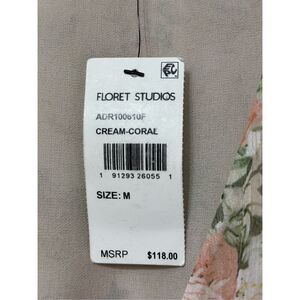 FLORET STUDIOS
ADR100610F
CREAM-CORAL
1 91293 26055 1
SIZE: M
MSRP $118.00